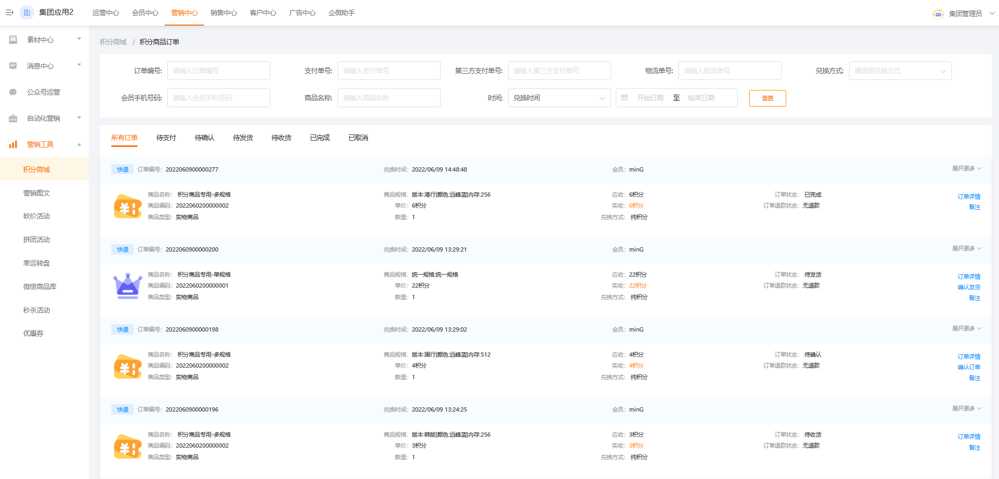 集团应用2 运营中心 会员中心 营销中心 销售中心 客户中心 广告中心 企微助手 集团管理员
素材中心
消息中心
公众号运营
自动化营销
营销工具
积分商城
营销图文
砍价活动
拼团活动
幸运转盘
微信商品库
秒杀活动
优惠券
积分商城 / 积分商品订单
订单编号: 请输入订单编号 支付单号: 请输入支付单号 第三方支付单号: 请输入第三方支付单号 物流单号: 请输入物流单号 兑换方式: 请选择兑换方式
会员手机号码: 请输入会员手机号码 商品名称: 请输入商品名称 时间: 兑换时间 开始日期 至 结束日期 重置
所有订单 待支付 待确认 待发货 待收货 已完成 已取消
快递 订单编号: 2022060900000277 兑换时间: 2022/06/09 14:48:48 会员: minG 展开更多
商品名称: 积分商品专用-多规格 商品规格: 版本:港行|颜色:远峰蓝|内存:256 应收: 6积分 订单状态: 已完成 订单详情
商品编码: 2022060200000002 单价: 6积分 实收: 6积分 订单退款状态: 无退款 备注
商品类型: 实物商品 数量: 1 兑换方式: 纯积分
快递 订单编号: 2022060900000200 兑换时间: 2022/06/09 13:29:21 会员: minG 展开更多
商品名称: 积分商品专用-单规格 商品规格: 统一规格:统一规格 应收: 22积分 订单状态: 待发货 订单详情
商品编码: 2022060200000001 单价: 22积分 实收: 22积分 订单退款状态: 无退款 确认发货
商品类型: 实物商品 数量: 1 兑换方式: 纯积分 备注
快递 订单编号: 2022060900000198 兑换时间: 2022/06/09 13:29:02 会员: minG 展开更多
商品名称: 积分商品专用-多规格 商品规格: 版本:国行|颜色:远峰蓝|内存:512 应收: 4积分 订单状态: 待确认 订单详情
商品编码: 2022060200000002 单价: 4积分 实收: 4积分 订单退款状态: 无退款 确认订单
商品类型: 实物商品 数量: 1 兑换方式: 纯积分 备注
快递 订单编号: 2022060900000196 兑换时间: 2022/06/09 13:24:25 会员: minG 展开更多
商品名称: 积分商品专用-多规格 商品规格: 版本:韩版|颜色:远峰蓝|内存:256 应收: 3积分 订单状态: 待收货 订单详情
商品编码: 2022060200000002 单价: 3积分 实收: 3积分 订单退款状态: 无退款 备注
商品类型: 实物商品 数量: 1 兑换方式: 纯积分